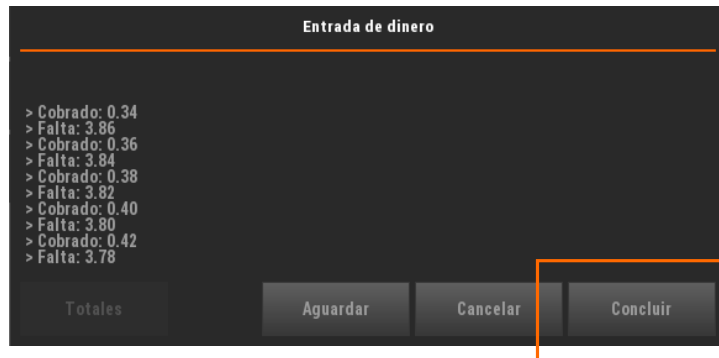 Entrada de dinero
> Cobrado: 0.34
> Falta: 3.86
> Cobrado: 0.36
> Falta: 3.84
> Cobrado: 0.38
> Falta: 3.82
> Cobrado: 0.40
> Falta: 3.80
> Cobrado: 0.42
> Falta: 3.78
Totales Aguardar Cancelar Concluir